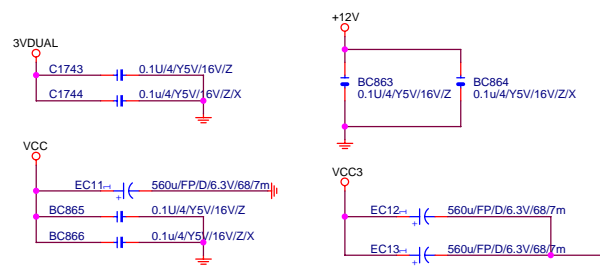 3VDUAL
C1743 0.1U/4/Y5V/16V/Z
C1744 0.1u/4/Y5V/16V/Z/X
+12V
BC863
0.1U/4/Y5V/16V/Z
BC864
0.1u/4/Y5V/16V/Z/X
VCC
EC11 560u/FP/D/6.3V/68/7m
+
BC865 0.1U/4/Y5V/16V/Z
BC866 0.1u/4/Y5V/16V/Z/X
VCC3
EC12 560u/FP/D/6.3V/68/7m
+
EC13 560u/FP/D/6.3V/68/7m
+